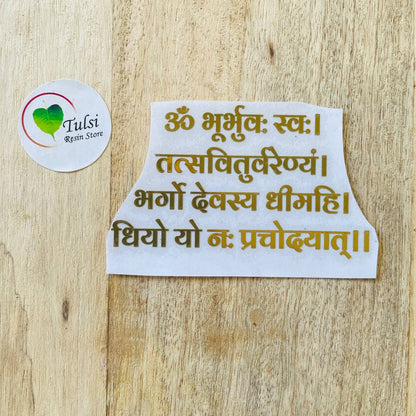 Tulsi
Resin Store
ॐ भूर्भुवः स्वः।
तत्सवितुर्वरेण्यं।
भर्गो देवस्य धीमहि।
धियो यो नः प्रचोदयात्।।